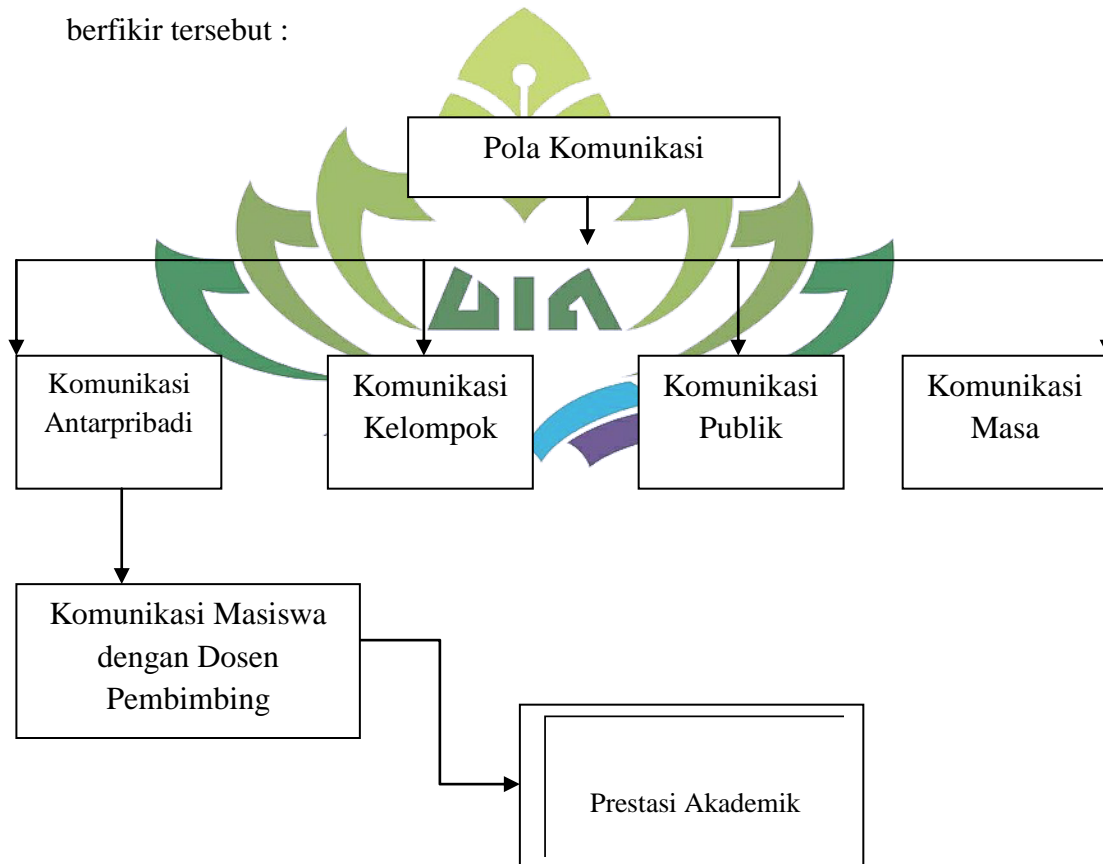 berfikir tersebut :
Pola Komunikasi
UIN
Komunikasi
Antarpribadi
Komunikasi
Kelompok
Komunikasi
Publik
Komunikasi
Masa
Komunikasi Masiswa
dengan Dosen
Pembimbing
Prestasi Akademik